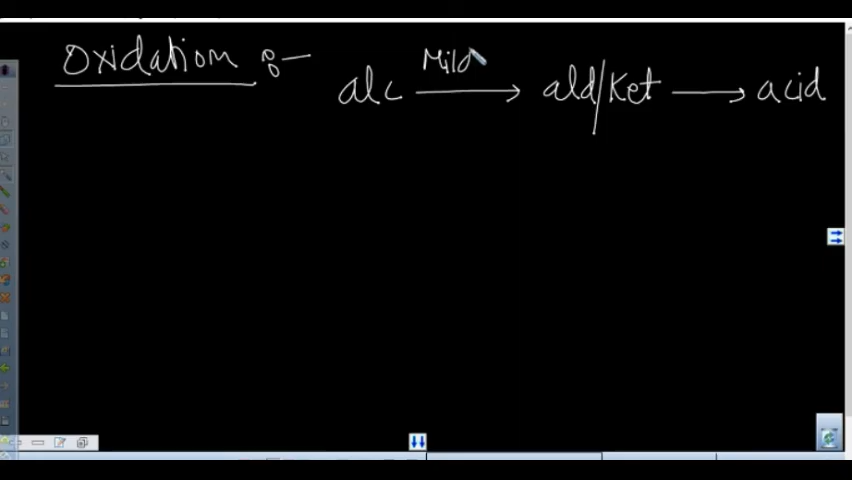 Oxidation :-
alc Mild → ald/Ket → acid